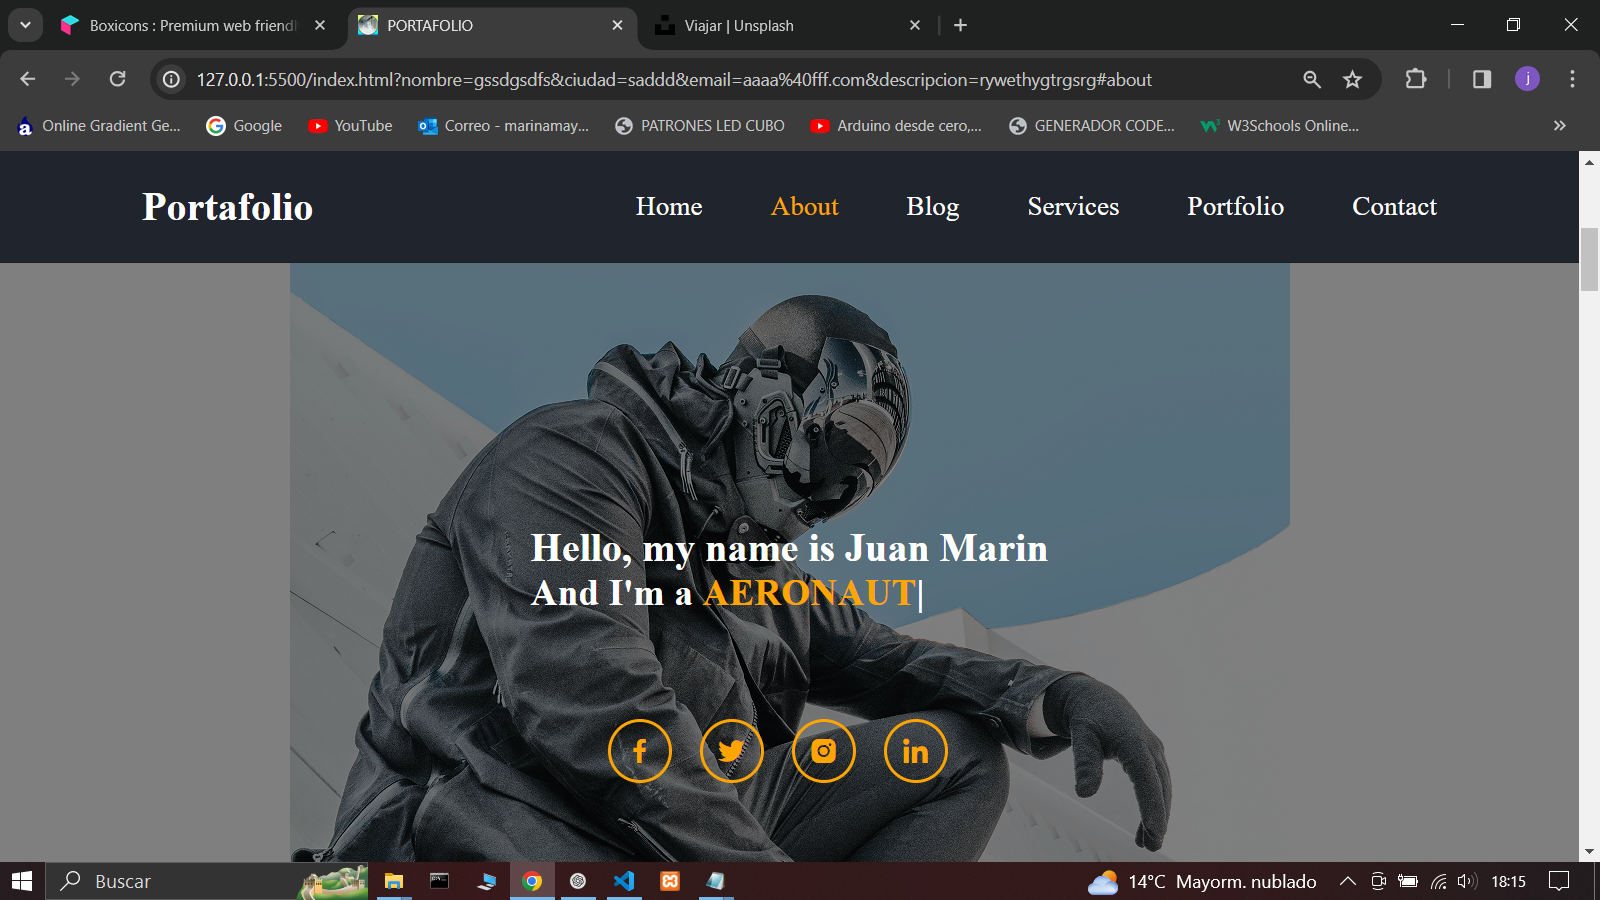 Boxicons : Premium web friendl
PORTAFOLIO
Viajar | Unsplash
127.0.0.1:5500/index.html?nombre=gssdgsdfs&ciudad=saddd&email=aaaa%40fff.com&descripcion=rywethygtrgsrg#about
j
a Online Gradient Ge...
Google
YouTube
Correo - marinamay...
PATRONES LED CUBO
Arduino desde cero,...
GENERADOR CODE...
W3Schools Online...
Portafolio
Home
About
Blog
Services
Portfolio
Contact
Hello, my name is Juan Marin
And I'm a AERONAUT|
Buscar
14°C Mayorm. nublado
18:15